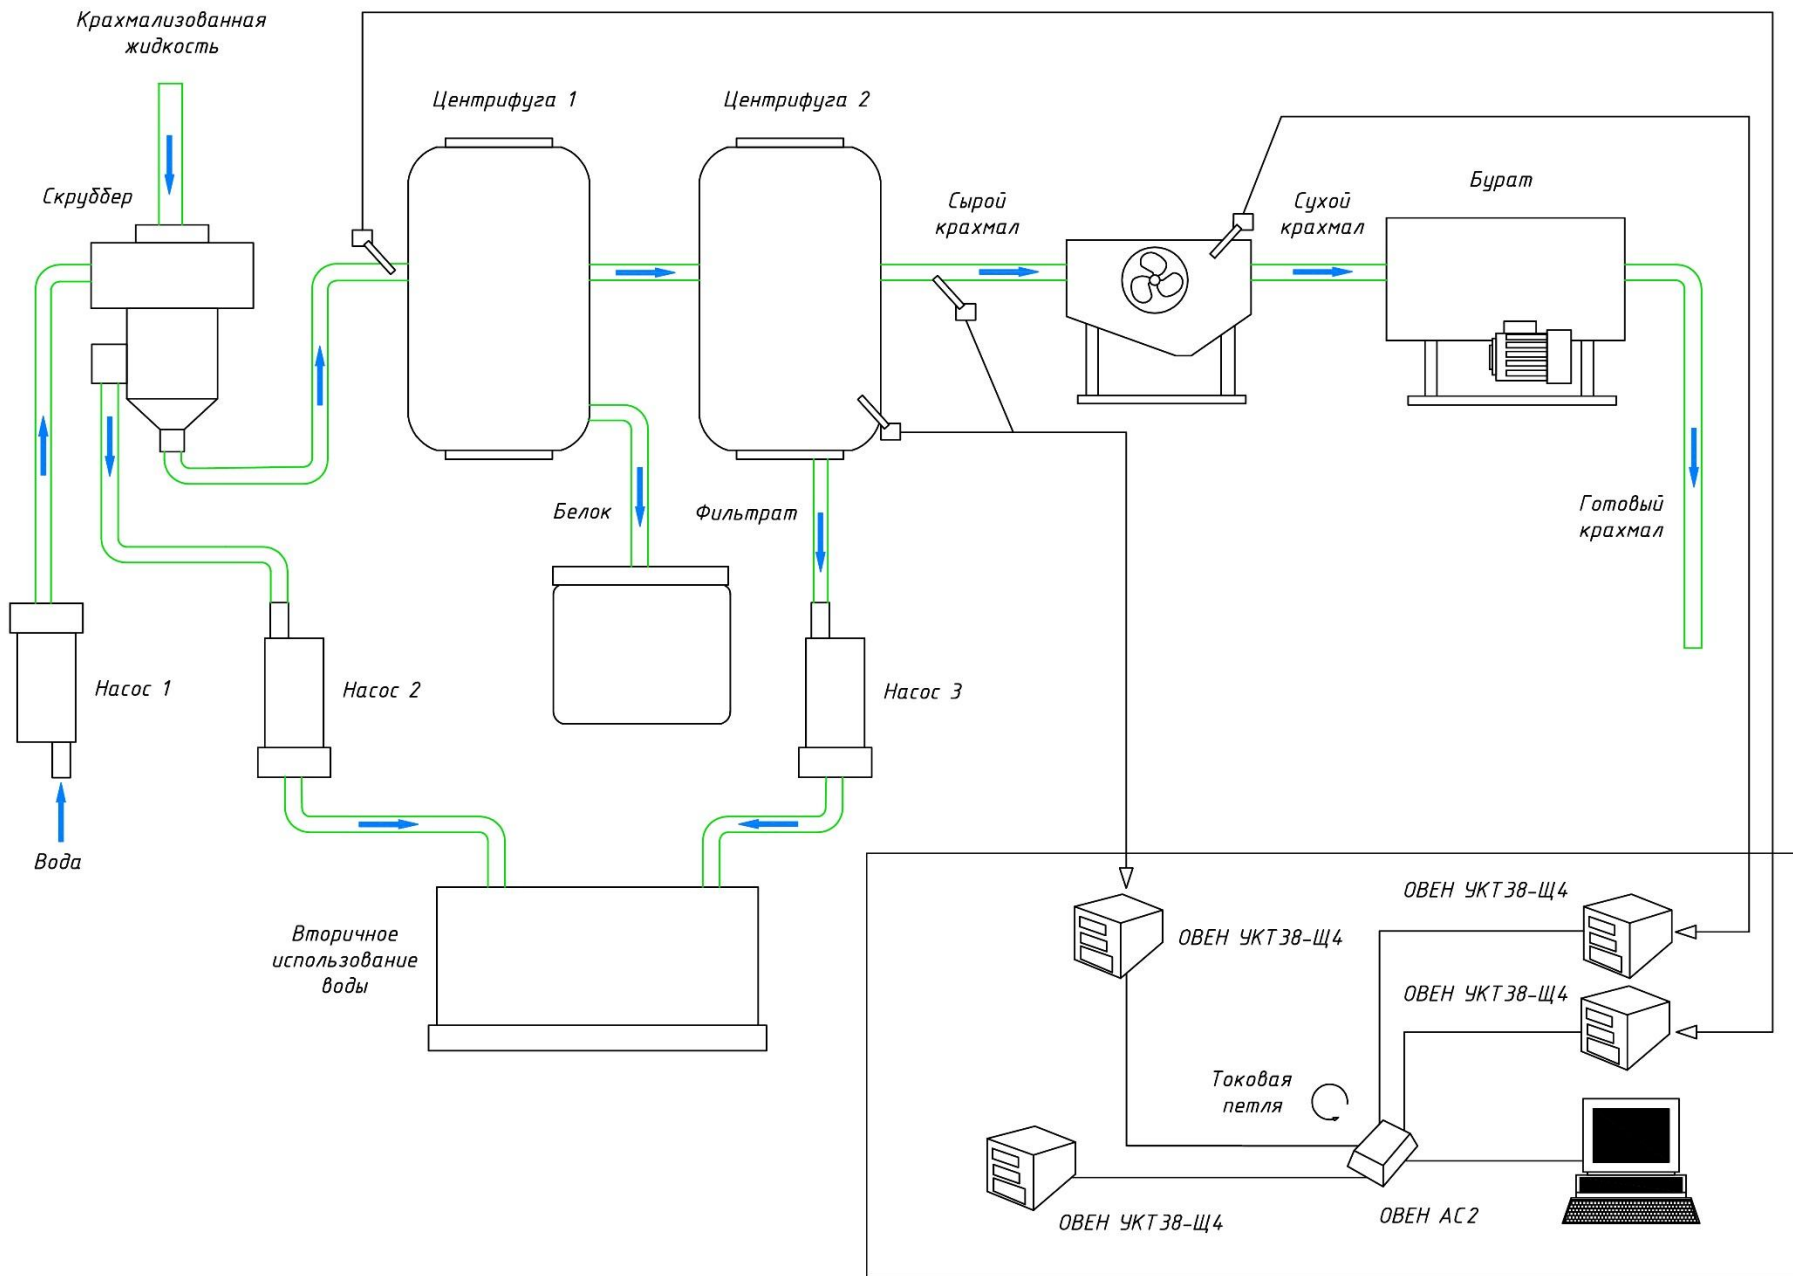 Крахмализованная
жидкость
Центрифуга 1
Центрифуга 2
Скруббер
Сырой
крахмал
Сухой
крахмал
Бурат
Белок
Фильтрат
Готовый
крахмал
Насос 1
Насос 2
Насос 3
Вода
Вторичное
использование
воды
ОВЕН УКТ38-Щ4
ОВЕН УКТ38-Щ4
ОВЕН УКТ38-Щ4
Токовая
петля
ОВЕН УКТ38-Щ4
ОВЕН АС2